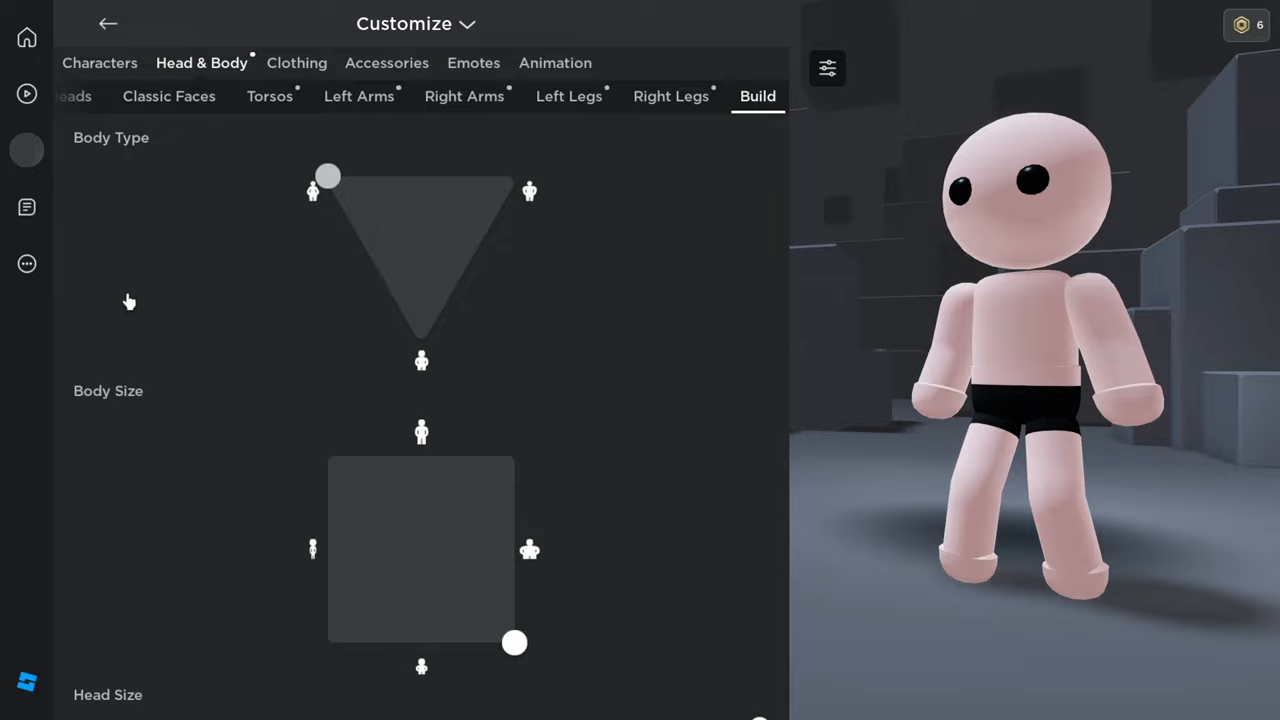 Customize
6
Characters Head & Body Clothing Accessories Emotes Animation
eads Classic Faces Torsos Left Arms Right Arms Left Legs Right Legs Build
Body Type
Body Size
Head Size